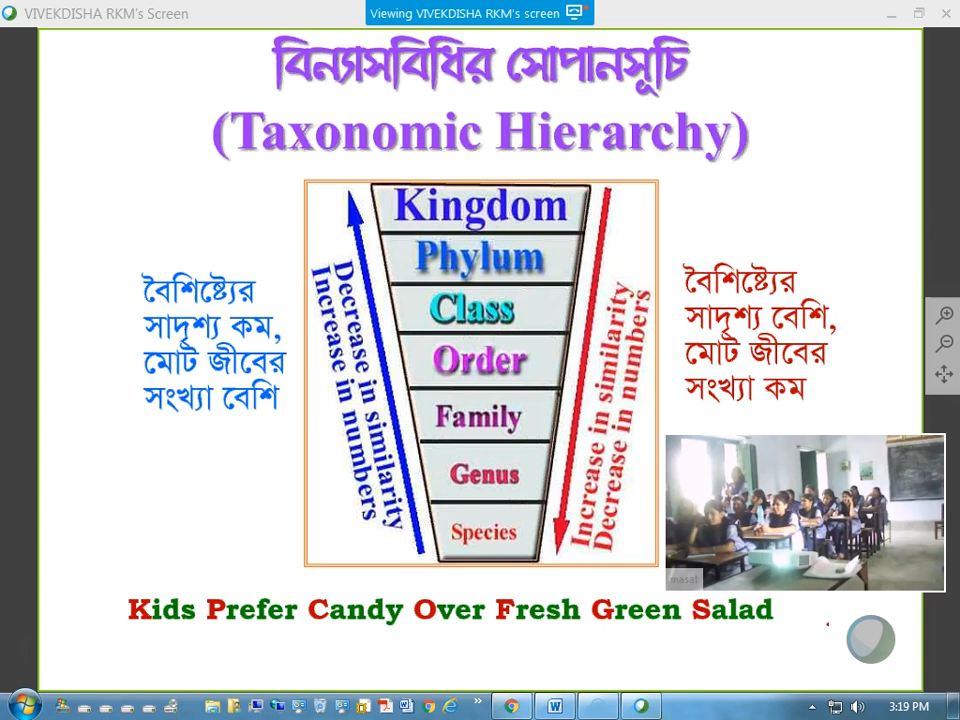 VIVEKDISHA RKM's Screen
Viewing VIVEKDISHA RKM's screen
বিন্যাসবিধির সোপানসূচি
(Taxonomic Hierarchy)
Kingdom
Phylum
Class
Order
Family
Genus
Species
Decrease in similarity
Increase in numbers
Increase in similarity
Decrease in numbers
বৈশিষ্ট্যের
সাদৃশ্য কম,
মোট জীবের
সংখ্যা বেশি
বৈশিষ্ট্যের
সাদৃশ্য বেশি,
মোট জীবের
সংখ্যা কম
masat
Kids Prefer Candy Over Fresh Green Salad
3:19 PM